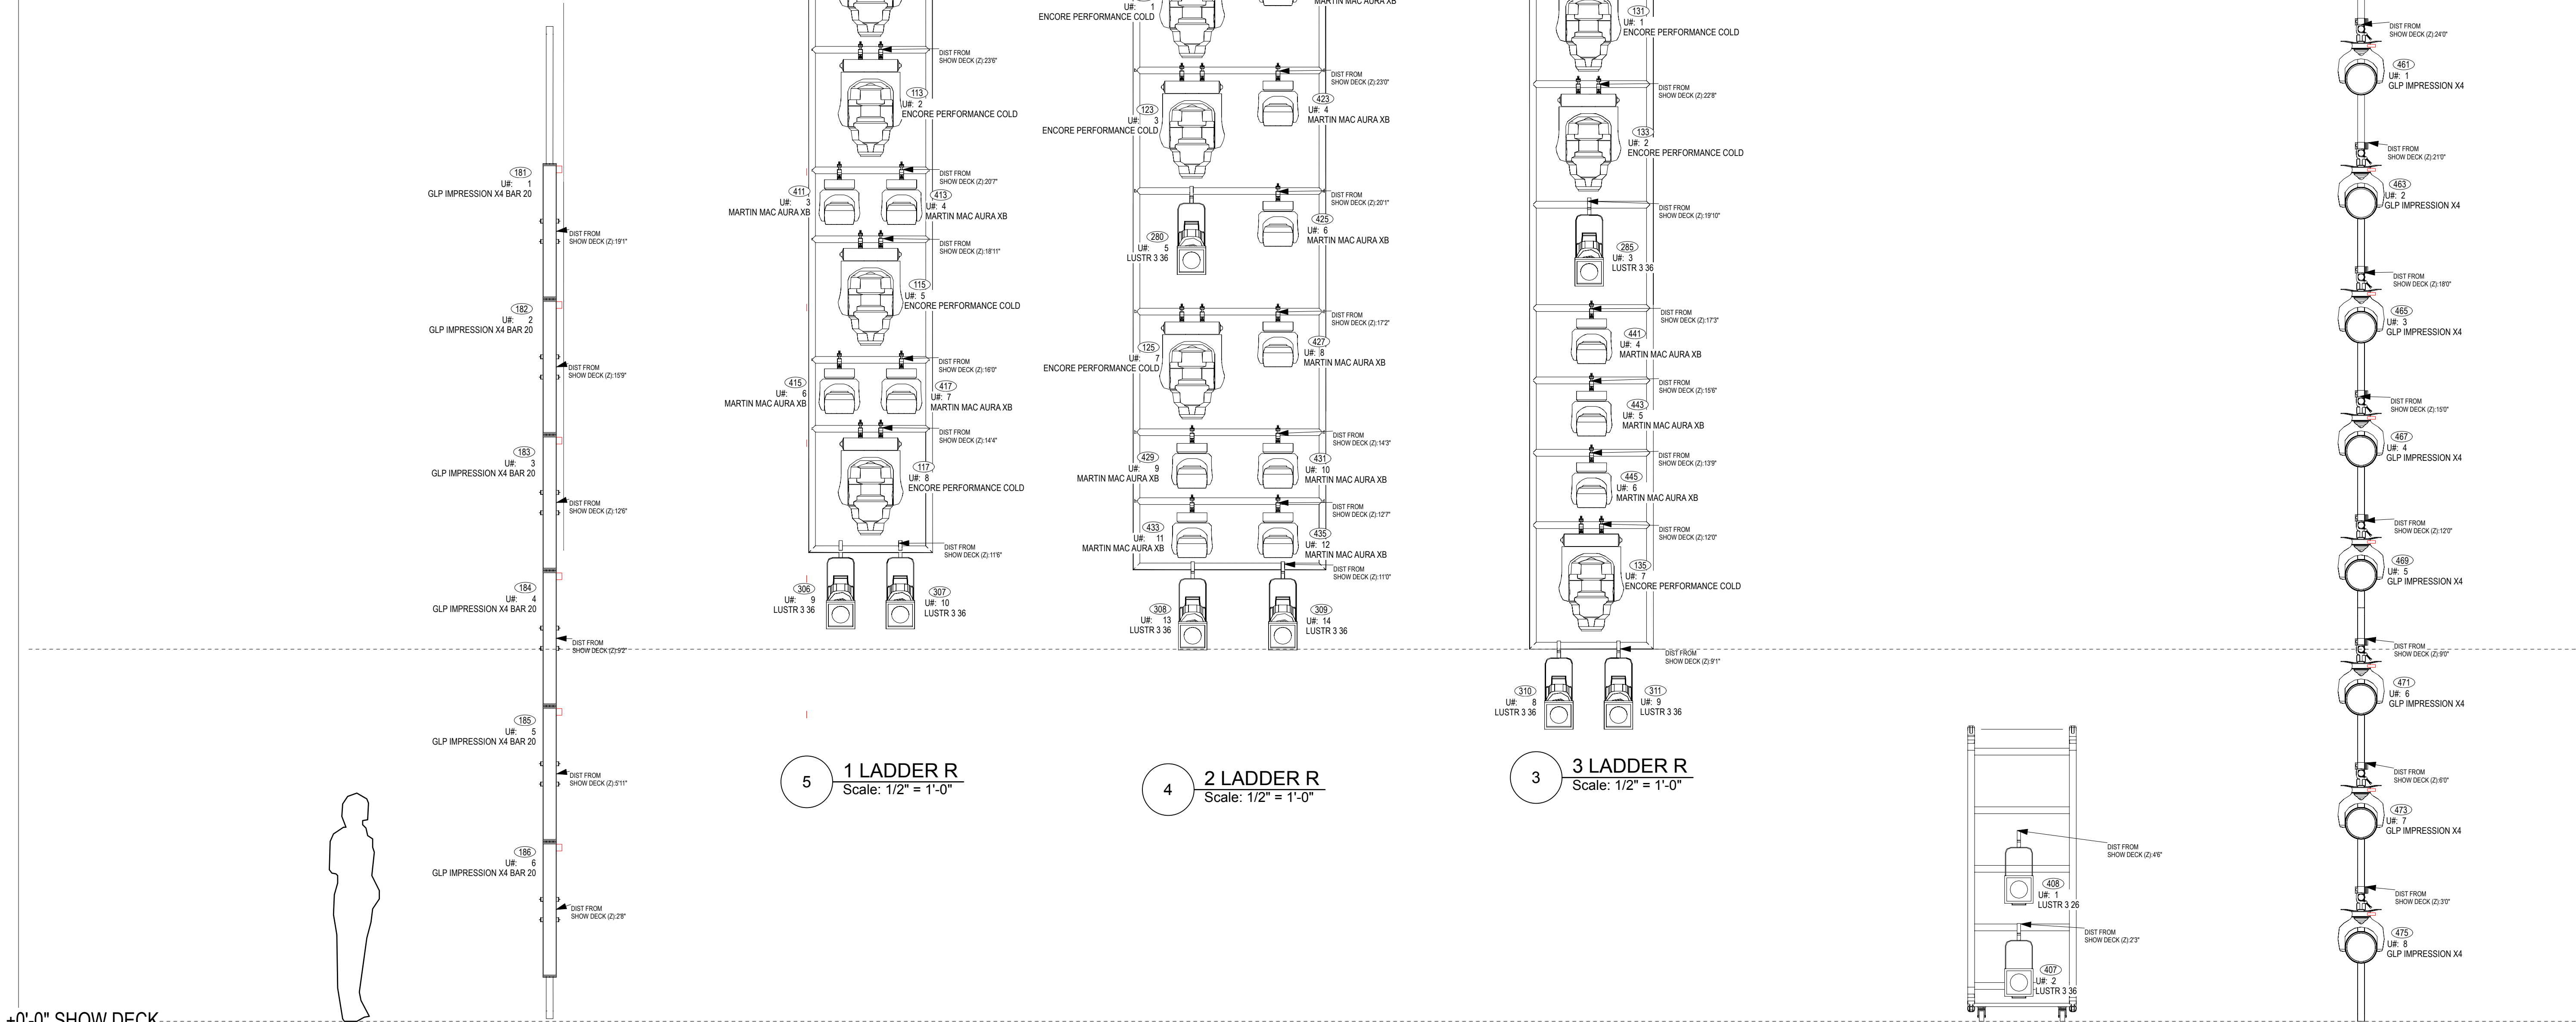 181
U#: 1
GLP IMPRESSION X4 BAR 20
DIST FROM
SHOW DECK (Z):19'1"
182
U#: 2
GLP IMPRESSION X4 BAR 20
DIST FROM
SHOW DECK (Z):15'9"
183
U#: 3
GLP IMPRESSION X4 BAR 20
DIST FROM
SHOW DECK (Z):12'6"
184
U#: 4
GLP IMPRESSION X4 BAR 20
DIST FROM
SHOW DECK (Z):9'2"
185
U#: 5
GLP IMPRESSION X4 BAR 20
DIST FROM
SHOW DECK (Z):5'11"
186
U#: 6
GLP IMPRESSION X4 BAR 20
DIST FROM
SHOW DECK (Z):2'8"
+0'-0" SHOW DECK
DIST FROM
SHOW DECK (Z):23'6"
113
U#: 2
ENCORE PERFORMANCE COLD
DIST FROM
SHOW DECK (Z):20'7"
411
U#: 3
MARTIN MAC AURA XB
413
U#: 4
MARTIN MAC AURA XB
DIST FROM
SHOW DECK (Z):18'11"
115
U#: 5
ENCORE PERFORMANCE COLD
DIST FROM
SHOW DECK (Z):16'0"
415
U#: 6
MARTIN MAC AURA XB
417
U#: 7
MARTIN MAC AURA XB
DIST FROM
SHOW DECK (Z):14'4"
117
U#: 8
ENCORE PERFORMANCE COLD
DIST FROM
SHOW DECK (Z):11'6"
306
U#: 9
LUSTR 3 36
307
U#: 10
LUSTR 3 36
5
1 LADDER R
Scale: 1/2" = 1'-0"
U#: 1
ENCORE PERFORMANCE COLD
MARTIN MAC AURA XB
DIST FROM
SHOW DECK (Z):23'0"
123
U#: 3
ENCORE PERFORMANCE COLD
423
U#: 4
MARTIN MAC AURA XB
DIST FROM
SHOW DECK (Z):20'1"
280
U#: 5
LUSTR 3 36
425
U#: 6
MARTIN MAC AURA XB
DIST FROM
SHOW DECK (Z):17'2"
125
U#: 7
ENCORE PERFORMANCE COLD
427
U#: 8
MARTIN MAC AURA XB
DIST FROM
SHOW DECK (Z):14'3"
429
U#: 9
MARTIN MAC AURA XB
431
U#: 10
MARTIN MAC AURA XB
DIST FROM
SHOW DECK (Z):12'7"
433
U#: 11
MARTIN MAC AURA XB
435
U#: 12
MARTIN MAC AURA XB
DIST FROM
SHOW DECK (Z):11'0"
308
U#: 13
LUSTR 3 36
309
U#: 14
LUSTR 3 36
4
2 LADDER R
Scale: 1/2" = 1'-0"
131
U#: 1
ENCORE PERFORMANCE COLD
DIST FROM
SHOW DECK (Z):22'8"
133
U#: 2
ENCORE PERFORMANCE COLD
DIST FROM
SHOW DECK (Z):19'10"
285
U#: 3
LUSTR 3 36
DIST FROM
SHOW DECK (Z):17'3"
441
U#: 4
MARTIN MAC AURA XB
DIST FROM
SHOW DECK (Z):15'6"
443
U#: 5
MARTIN MAC AURA XB
DIST FROM
SHOW DECK (Z):13'9"
445
U#: 6
MARTIN MAC AURA XB
DIST FROM
SHOW DECK (Z):12'0"
135
U#: 7
ENCORE PERFORMANCE COLD
DIST FROM
SHOW DECK (Z):9'1"
310
U#: 8
LUSTR 3 36
311
U#: 9
LUSTR 3 36
3
3 LADDER R
Scale: 1/2" = 1'-0"
DIST FROM
SHOW DECK (Z):4'6"
408
U#: 1
LUSTR 3 26
DIST FROM
SHOW DECK (Z):2'3"
407
U#: 2
LUSTR 3 36
DIST FROM
SHOW DECK (Z):24'0"
461
U#: 1
GLP IMPRESSION X4
DIST FROM
SHOW DECK (Z):21'0"
463
U#: 2
GLP IMPRESSION X4
DIST FROM
SHOW DECK (Z):18'0"
465
U#: 3
GLP IMPRESSION X4
DIST FROM
SHOW DECK (Z):15'0"
467
U#: 4
GLP IMPRESSION X4
DIST FROM
SHOW DECK (Z):12'0"
469
U#: 5
GLP IMPRESSION X4
DIST FROM
SHOW DECK (Z):9'0"
471
U#: 6
GLP IMPRESSION X4
DIST FROM
SHOW DECK (Z):6'0"
473
U#: 7
GLP IMPRESSION X4
DIST FROM
SHOW DECK (Z):3'0"
475
U#: 8
GLP IMPRESSION X4